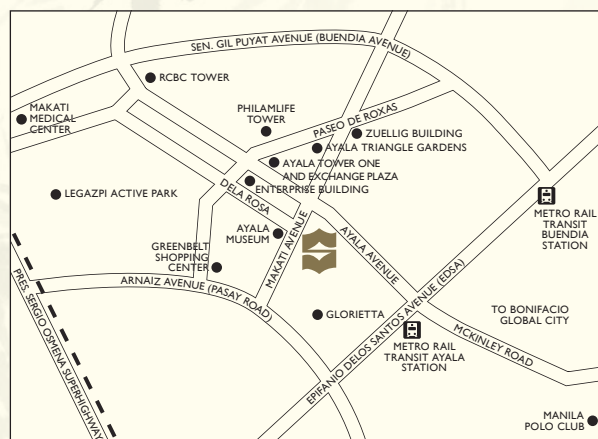 SEN. GIL PUYAT AVENUE (BUENDIA AVENUE)
RCBC TOWER
MAKATI
MEDICAL
CENTER
PHILAMLIFE
TOWER
PASEO DE ROXAS
ZUELLIG BUILDING
AYALA TRIANGLE GARDENS
AYALA TOWER ONE
AND EXCHANGE PLAZA
ENTERPRISE BUILDING
LEGAZPI ACTIVE PARK
DELA ROSA
METRO RAIL
TRANSIT
BUENDIA
STATION
AYALA
MUSEUM
MAKATI AVENUE
AYALA AVENUE
GREENBELT
SHOPPING
CENTER
ARNAIZ AVENUE (PASAY ROAD)
PRES. SERGIO OSMENA SUPERHIGHWAY
EPIFANIO DELOS SANTOS AVENUE (EDSA)
GLORIETTA
TO BONIFACIO
GLOBAL CITY
METRO RAIL
TRANSIT AYALA
STATION
MCKINLEY ROAD
MANILA
POLO CLUB